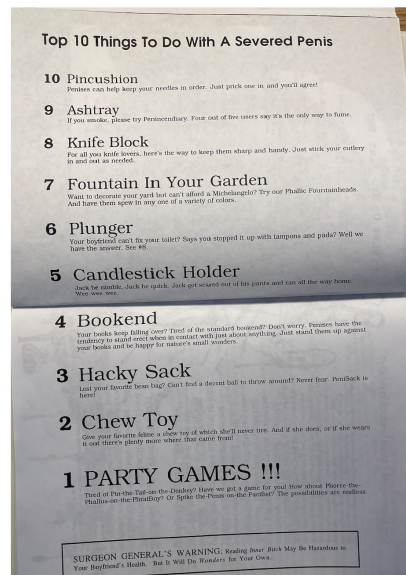 Top 10 Things To Do With A Severed Penis
10 Pincushion
Penises can help keep your needles in order. Just prick one in and you'll agree!
9 Ashtray
If you smoke, please try Penincendiary. Four out of five users say it's the only way to fume.
8 Knife Block
For all you knife lovers, here's the way to keep them sharp and handy. Just stick your cutlery
in and out as needed.
7 Fountain In Your Garden
Want to decorate your yard but can't afford a Michelangelo? Try our Phallic Fountainheads.
And have them spew in any one of a variety of colors.
6 Plunger
Your boyfriend can't fix your toilet? Says you stopped it up with tampons and pads? Well we
have the answer. See #8.
5 Candlestick Holder
Jack be nimble, Jack be quick, Jack got scared out of his pants and ran all the way home.
Wee wee wee.
4 Bookend
Your books keep falling over? Tired of the standard bookend? Don't worry. Penises have the
tendency to stand erect when in contact with just about anything. Just stand them up against
your books and be happy for nature's small wonders.
3 Hacky Sack
Lost your favorite bean bag? Can't find a decent ball to throw around? Never fear. PeniSack is
here!
2 Chew Toy
Give your favorite feline a chew toy of which she'll never tire. And if she does, or if she wears
it out there's plenty more where that came from!
1 PARTY GAMES !!!
Tired of Pin-the-Tail-on-the-Donkey? Have we got a game for you! How about Phorce-the-
Phallus-on-the-PhratBoy? Or Spike the-Penis-on-the Pacifist? The possibilities are endless.
SURGEON GENERAL'S WARNING: Reading Inner Bitch May Be Hazardous to
Your Boyfriend's Health. But It Will Do Wonders for Your Own.